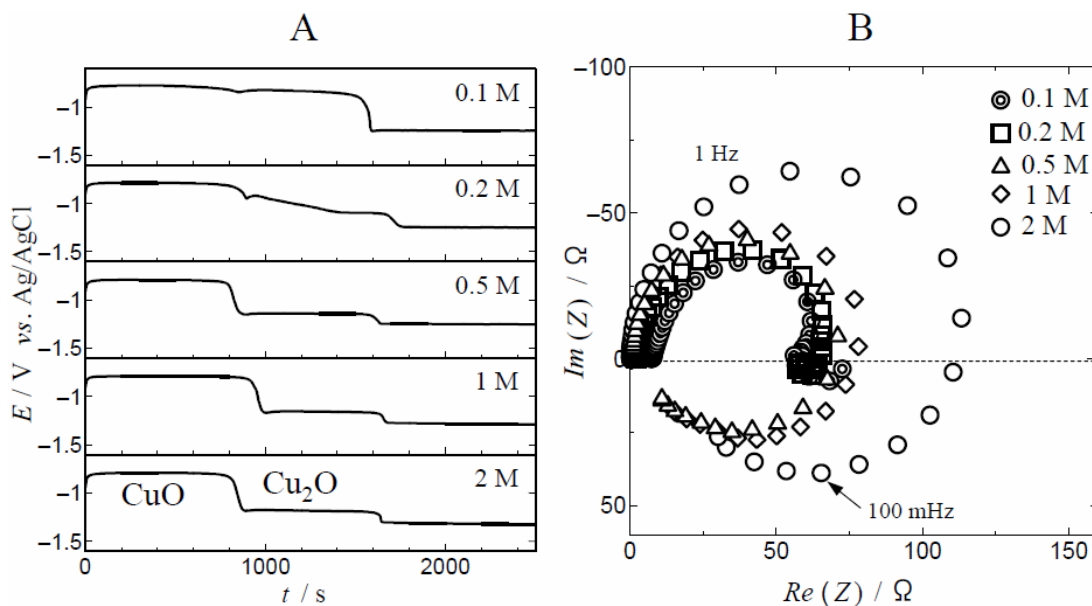 A
0.1 M
−1
−1.5
0.2 M
−1
−1.5
0.5 M
−1
−1.5
1 M
−1
−1.5
CuO
Cu₂O
2 M
−1
−1.5
0
1000
2000
E / V vs. Ag/AgCl
t / s
B
−100
−50
0
50
Im (Z) / Ω
0.1 M
0.2 M
0.5 M
1 M
2 M
1 Hz
100 mHz
0
50
100
150
Re (Z) / Ω